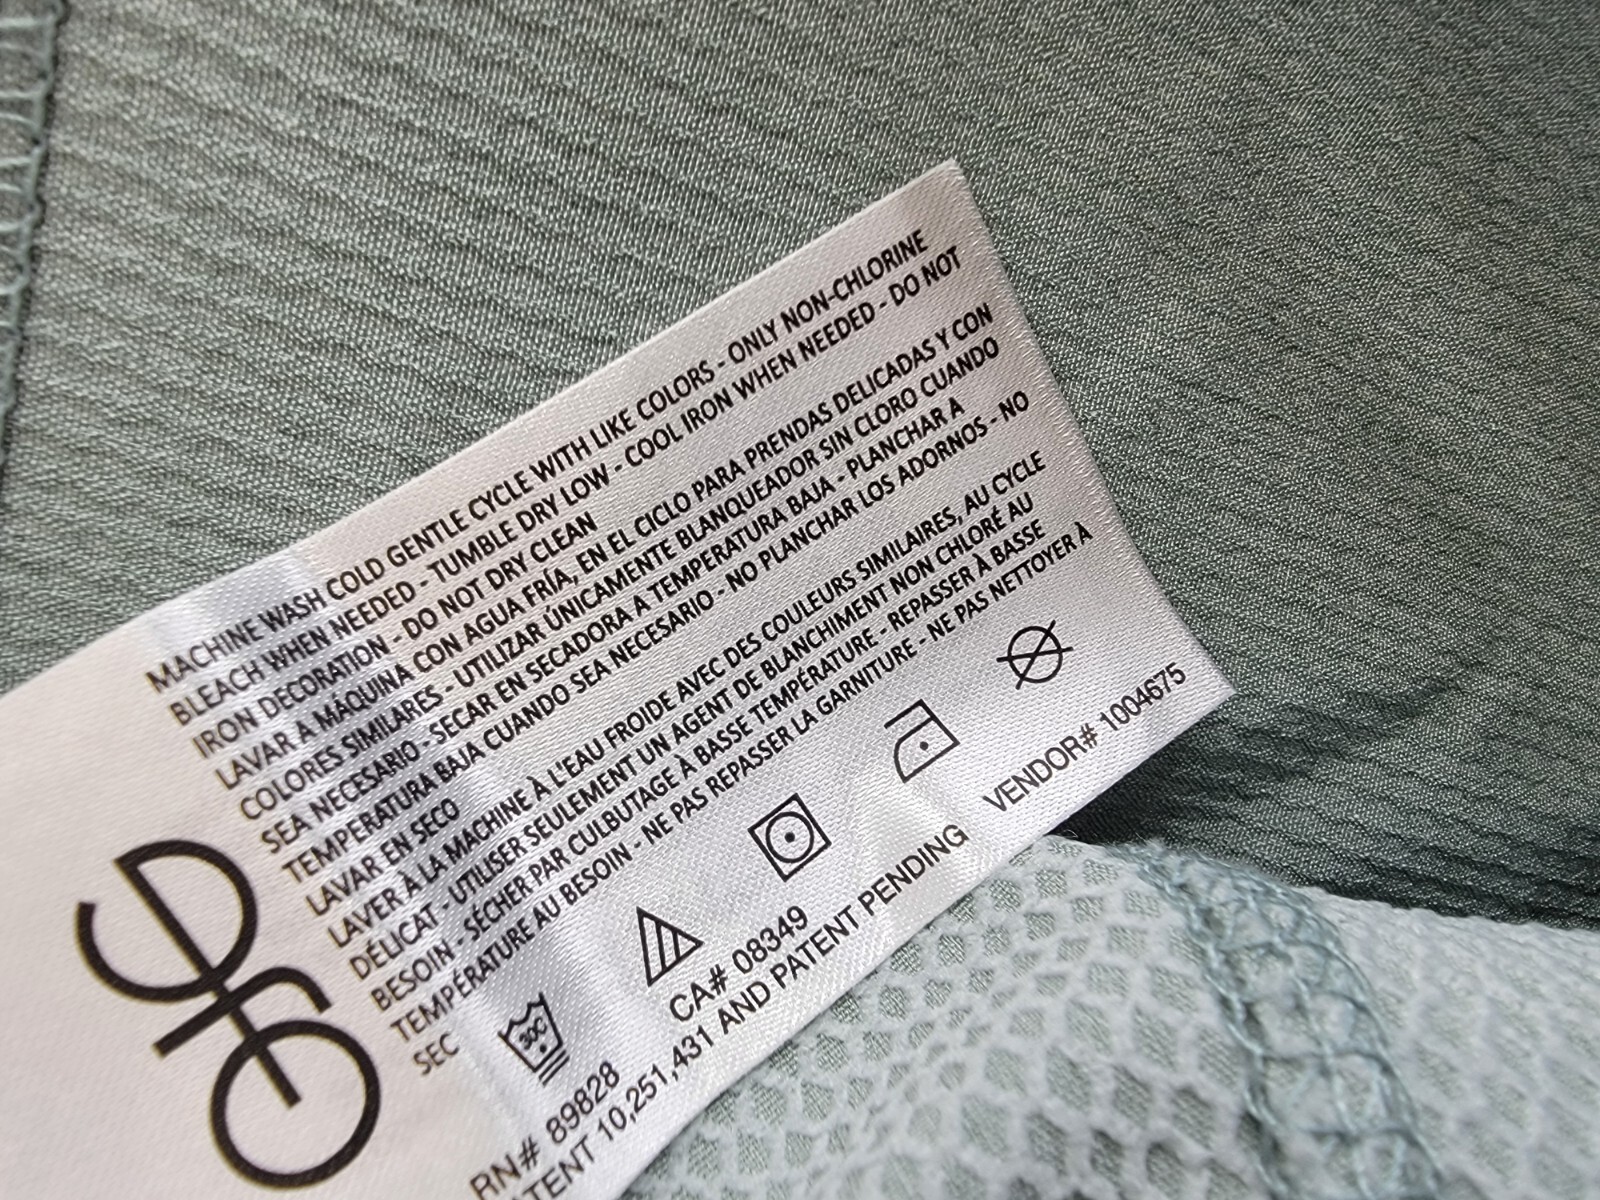 MACHINE WASH COLD GENTLE CYCLE WITH LIKE COLORS - ONLY NON-CHLORINE
BLEACH WHEN NEEDED - TUMBLE DRY LOW - COOL IRON WHEN NEEDED - DO NOT
IRON DECORATION - DO NOT DRY CLEAN
LAVAR A MÁQUINA CON AGUA FRÍA, EN EL CICLO PARA PRENDAS DELICADAS Y CON
COLORES SIMILARES - UTILIZAR ÚNICAMENTE BLANQUEADOR SIN CLORO CUANDO
SEA NECESARIO - SECAR EN SECADORA A TEMPERATURA BAJA - PLANCHAR A
TEMPERATURA BAJA CUANDO SEA NECESARIO - NO PLANCHAR LOS ADORNOS - NO
LAVAR EN SECO
LAVER À LA MACHINE À L'EAU FROIDE AVEC DES COULEURS SIMILAIRES, AU CYCLE
DÉLICAT - UTILISER SEULEMENT UN AGENT DE BLANCHIMENT NON CHLORÉ AU
BESOIN - SÉCHER PAR CULBUTAGE À BASSE TEMPÉRATURE - REPASSER À BASSE
TEMPÉRATURE AU BESOIN - NE PAS REPASSER LA GARNITURE - NE PAS NETTOYER À
SEC
30C
RN# 89828 CA# 08349 VENDOR# 1004675
ATENT 10,251,431 AND PATENT PENDING